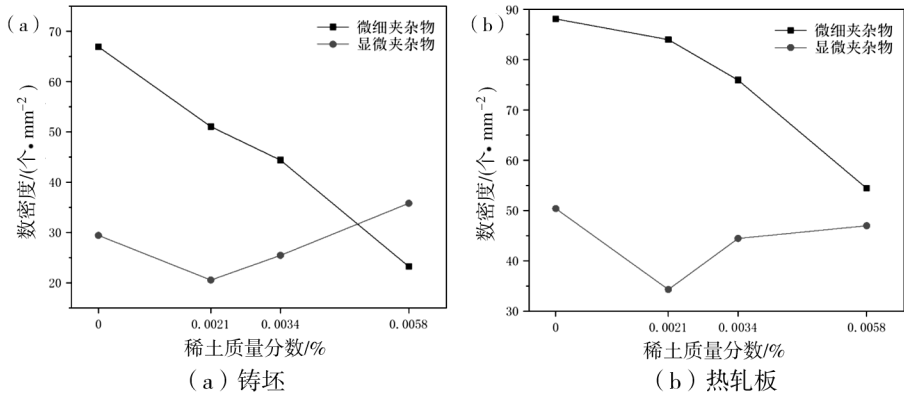 (a)
70
60
50
40
30
20
数密度/(个•mm⁻²)
微细夹杂物
显微夹杂物
0
0.0021
0.0034
0.0058
稀土质量分数/%
(a) 铸坯
(b)
90
80
70
60
50
40
30
数密度/(个•mm⁻²)
微细夹杂物
显微夹杂物
0
0.0021
0.0034
0.0058
稀土质量分数/%
(b) 热轧板